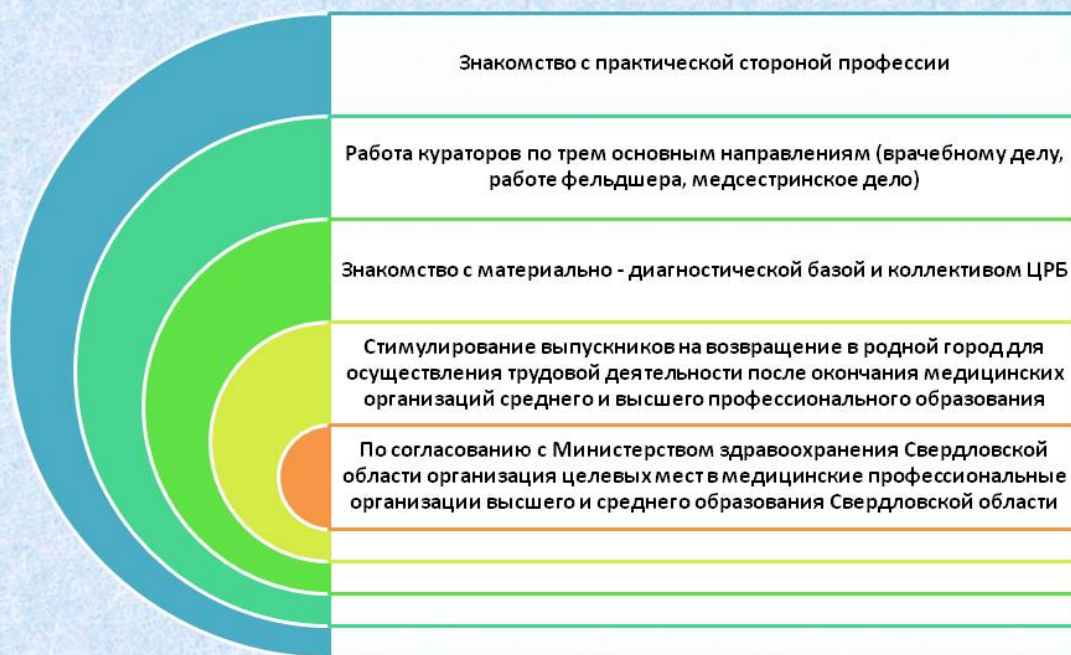 Знакомство с практической стороной профессии
Работа кураторов по трем основным направлениям (врачебному делу,
работе фельдшера, медсестринское дело)
Знакомство с материально - диагностической базой и коллективом ЦРБ
Стимулирование выпускников на возвращение в родной город для
осуществления трудовой деятельности после окончания медицинских
организаций среднего и высшего профессионального образования
По согласованию с Министерством здравоохранения Свердловской
области организация целевых мест в медицинские профессиональные
организации высшего и среднего образования Свердловской области